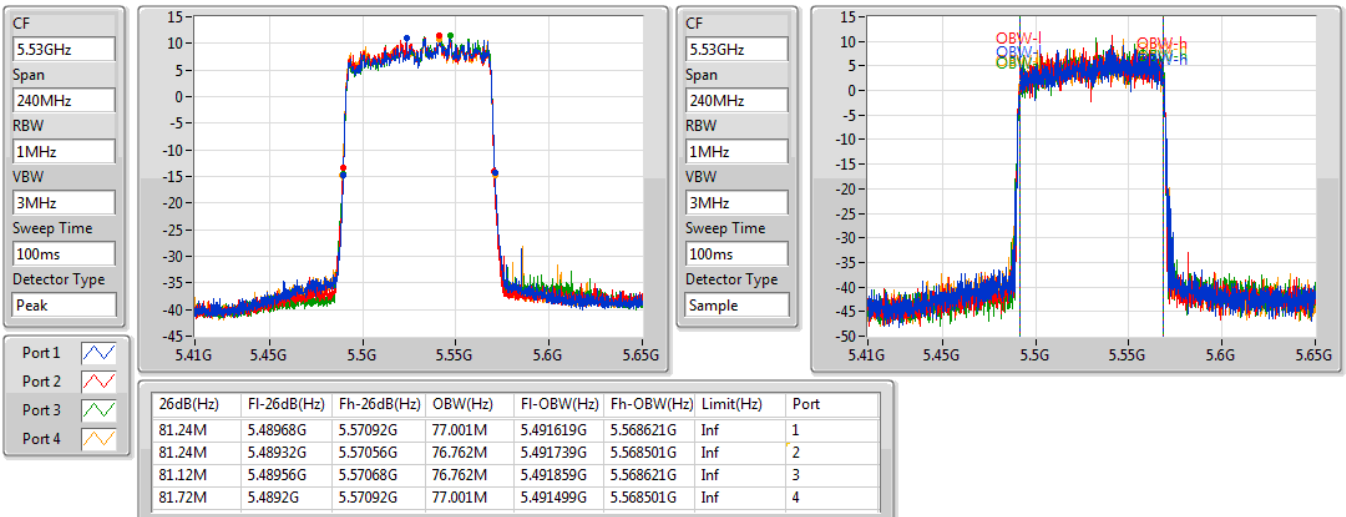 CF
5.53GHz
Span
240MHz
RBW
1MHz
VBW
3MHz
Sweep Time
100ms
Detector Type
Peak
15
10
5
0
-5
-10
-15
-20
-25
-30
-35
-40
-45
5.41G 5.45G 5.5G 5.55G 5.6G 5.65G
CF
5.53GHz
Span
240MHz
RBW
1MHz
VBW
3MHz
Sweep Time
100ms
Detector Type
Sample
15
10
5
0
-5
-10
-15
-20
-25
-30
-35
-40
-45
-50
OBW-l OBW-h
OBW-l
5.41G 5.45G 5.5G 5.55G 5.6G 5.65G
Port 1
Port 2
Port 3
Port 4
26dB(Hz) Fl-26dB(Hz) Fh-26dB(Hz) OBW(Hz) Fl-OBW(Hz) Fh-OBW(Hz) Limit(Hz) Port
81.24M 5.48968G 5.57092G 77.001M 5.491619G 5.568621G Inf 1
81.24M 5.48932G 5.57056G 76.762M 5.491739G 5.568501G Inf 2
81.12M 5.48956G 5.57068G 76.762M 5.491859G 5.568621G Inf 3
81.72M 5.4892G 5.57092G 77.001M 5.491499G 5.568501G Inf 4